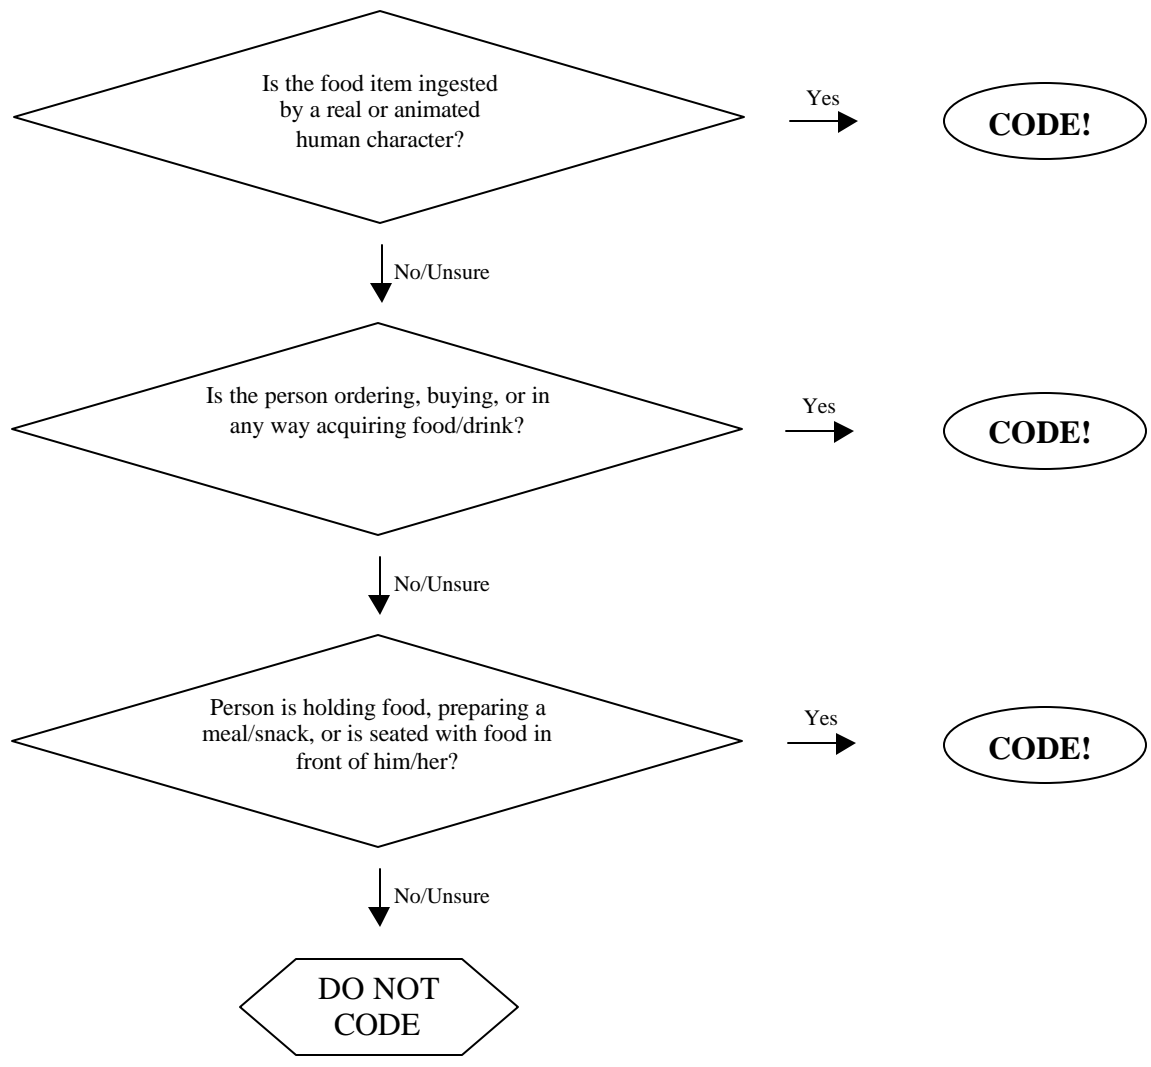 Is the food item ingested
by a real or animated
human character?
Yes
CODE!
No/Unsure
Is the person ordering, buying, or in
any way acquiring food/drink?
Yes
CODE!
No/Unsure
Person is holding food, preparing a
meal/snack, or is seated with food in
front of him/her?
Yes
CODE!
No/Unsure
DO NOT
CODE